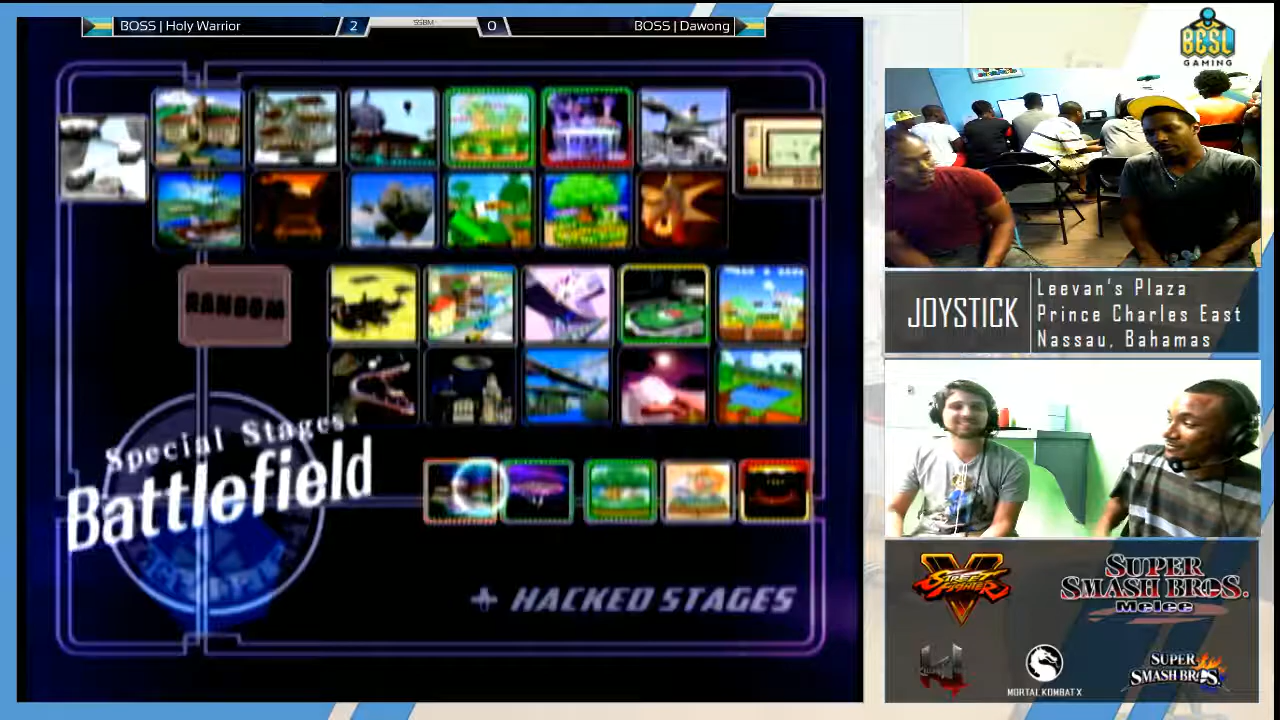 BOSS | Holy Warrior
2
SSBM
0
BOSS | Dawong
BESL
GAMING
RANDOM
Special Stages
Battlefield
+ HACKED STAGES
JOYSTICK
Leevan's Plaza
Prince Charles East
Nassau, Bahamas
V
STREET
FIGHTER
SUPER
SMASH BROS.
Melee
MORTAL KOMBAT X
SUPER
SMASH BROS.